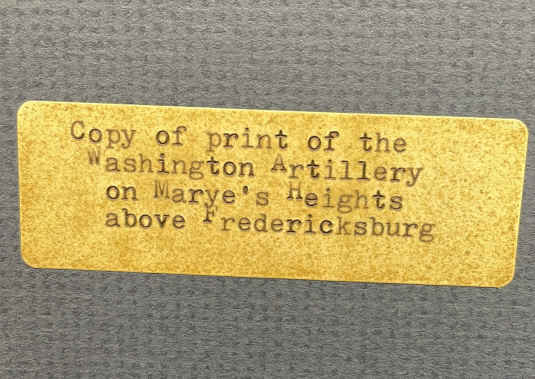 Copy of print of the
Washington Artillery
on Marye's Heights
above Fredericksburg